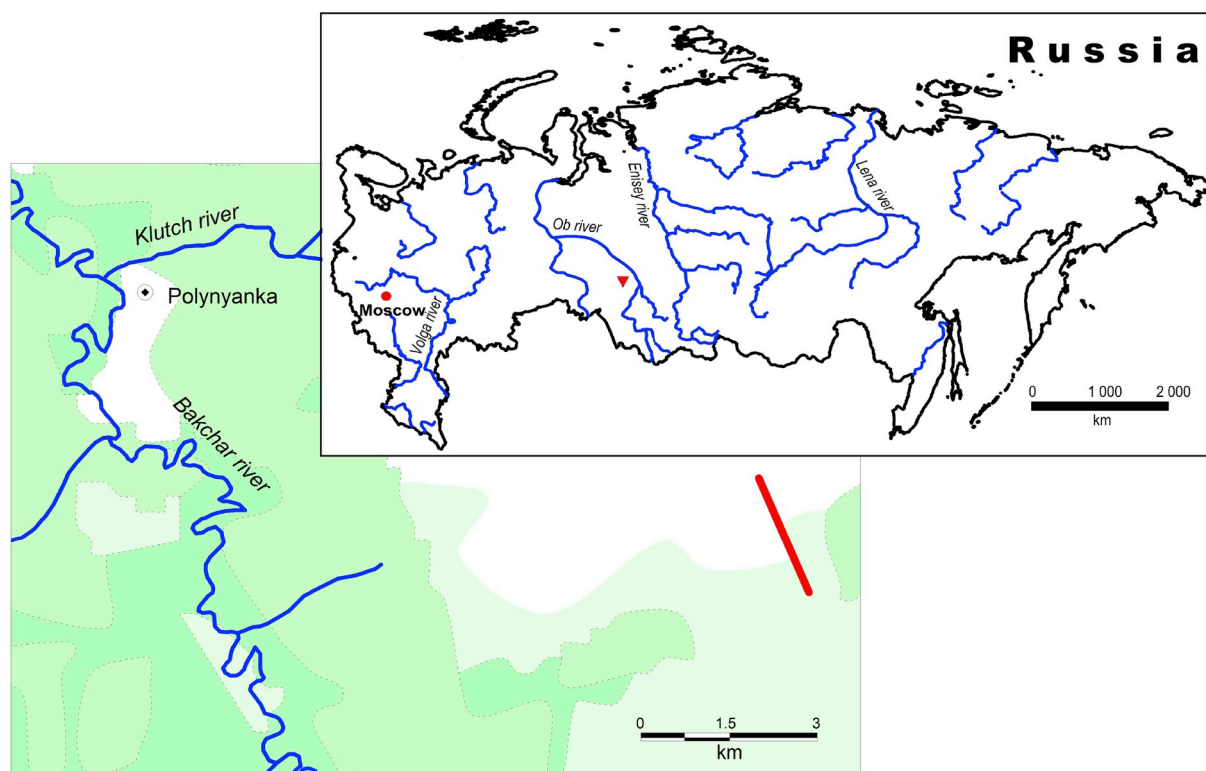 R u s s i a
Enisey river
Lena river
Ob river
Moscow
Volga river
0 1 000 2 000
km
Klutch river
Polynyanka
Bakchar river
0 1.5 3
km